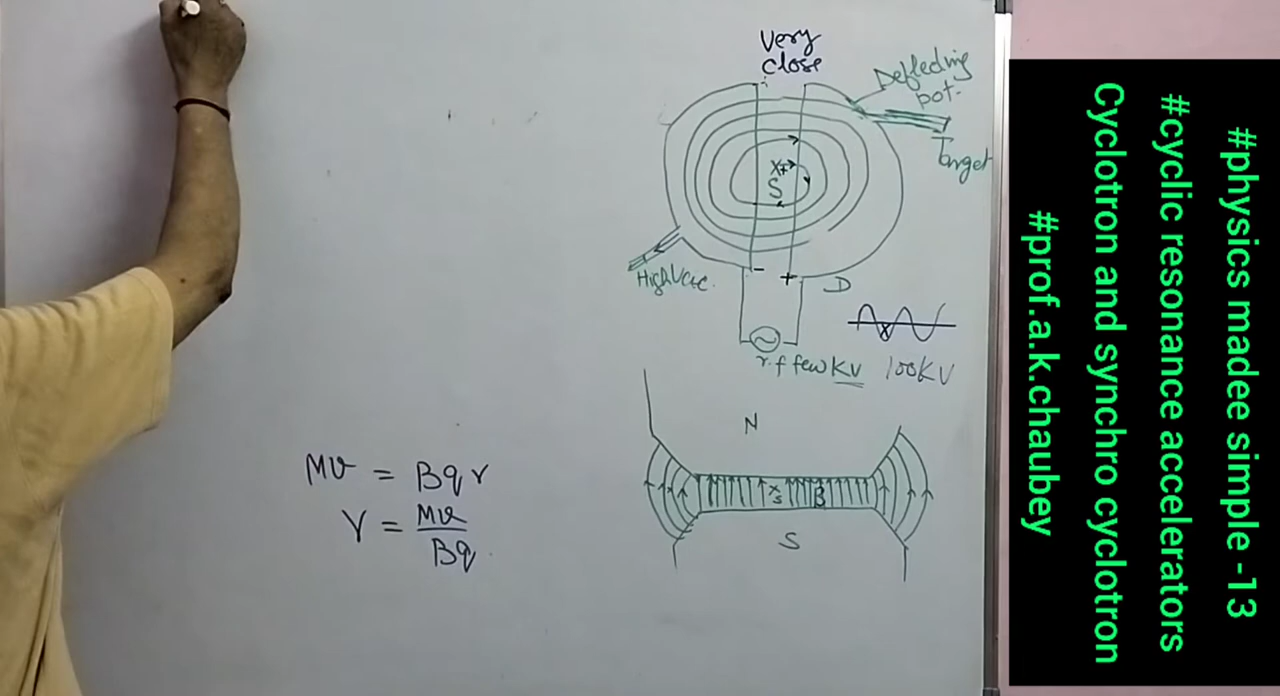 Very
close
Deflecting
pot.
Target
X +
S
High Vac.
- +
D
r.f few KV 100KV
N
X
S
B
S
Mv = Bqr
r = Mv
Bq
#physics madee simple -13
#cyclic resonance accelerators
Cyclotron and synchro cyclotron
#prof.a.k.chaubey